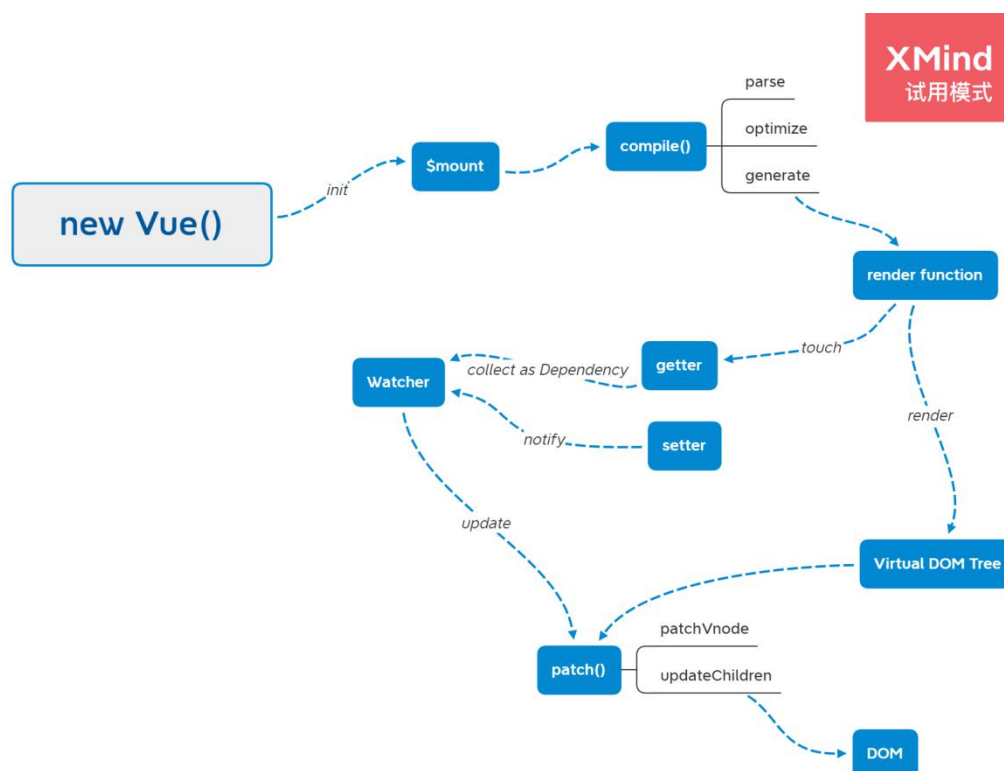 XMind
试用模式
parse
$mount
compile()
optimize
generate
init
new Vue()
render function
touch
getter
collect as Dependency
Watcher
render
notify
setter
update
Virtual DOM Tree
patchVnode
patch()
updateChildren
DOM